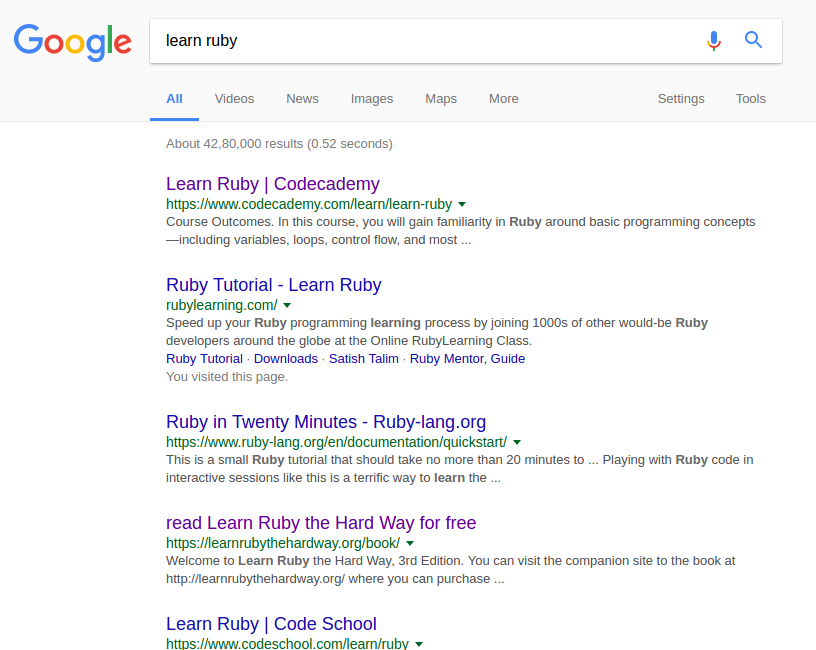 Google
learn ruby
All Videos News Images Maps More Settings Tools
About 42,80,000 results (0.52 seconds)
Learn Ruby | Codecademy
https://www.codecademy.com/learn/learn-ruby
Course Outcomes. In this course, you will gain familiarity in Ruby around basic programming concepts
—including variables, loops, control flow, and most ...
Ruby Tutorial - Learn Ruby
rubylearning.com/
Speed up your Ruby programming learning process by joining 1000s of other would-be Ruby
developers around the globe at the Online RubyLearning Class.
Ruby Tutorial · Downloads · Satish Talim · Ruby Mentor, Guide
You visited this page.
Ruby in Twenty Minutes - Ruby-lang.org
https://www.ruby-lang.org/en/documentation/quickstart/
This is a small Ruby tutorial that should take no more than 20 minutes to ... Playing with Ruby code in
interactive sessions like this is a terrific way to learn the ...
read Learn Ruby the Hard Way for free
https://learnrubythehardway.org/book/
Welcome to Learn Ruby the Hard Way, 3rd Edition. You can visit the companion site to the book at
http://learnrubythehardway.org/ where you can purchase ...
Learn Ruby | Code School
https://www.codeschool.com/learn/ruby